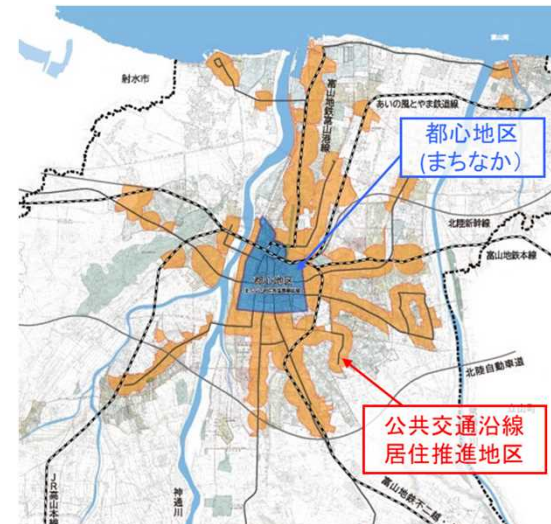 射水市
富山地鉄富山港線
あいの風とやま鉄道線
都心地区
(まちなか)
北陸新幹線
富山地鉄本線
都心地区
北陸自動車道
公共交通沿線
居住推進地区
JR高山本線
神通川
富山地鉄不二越・